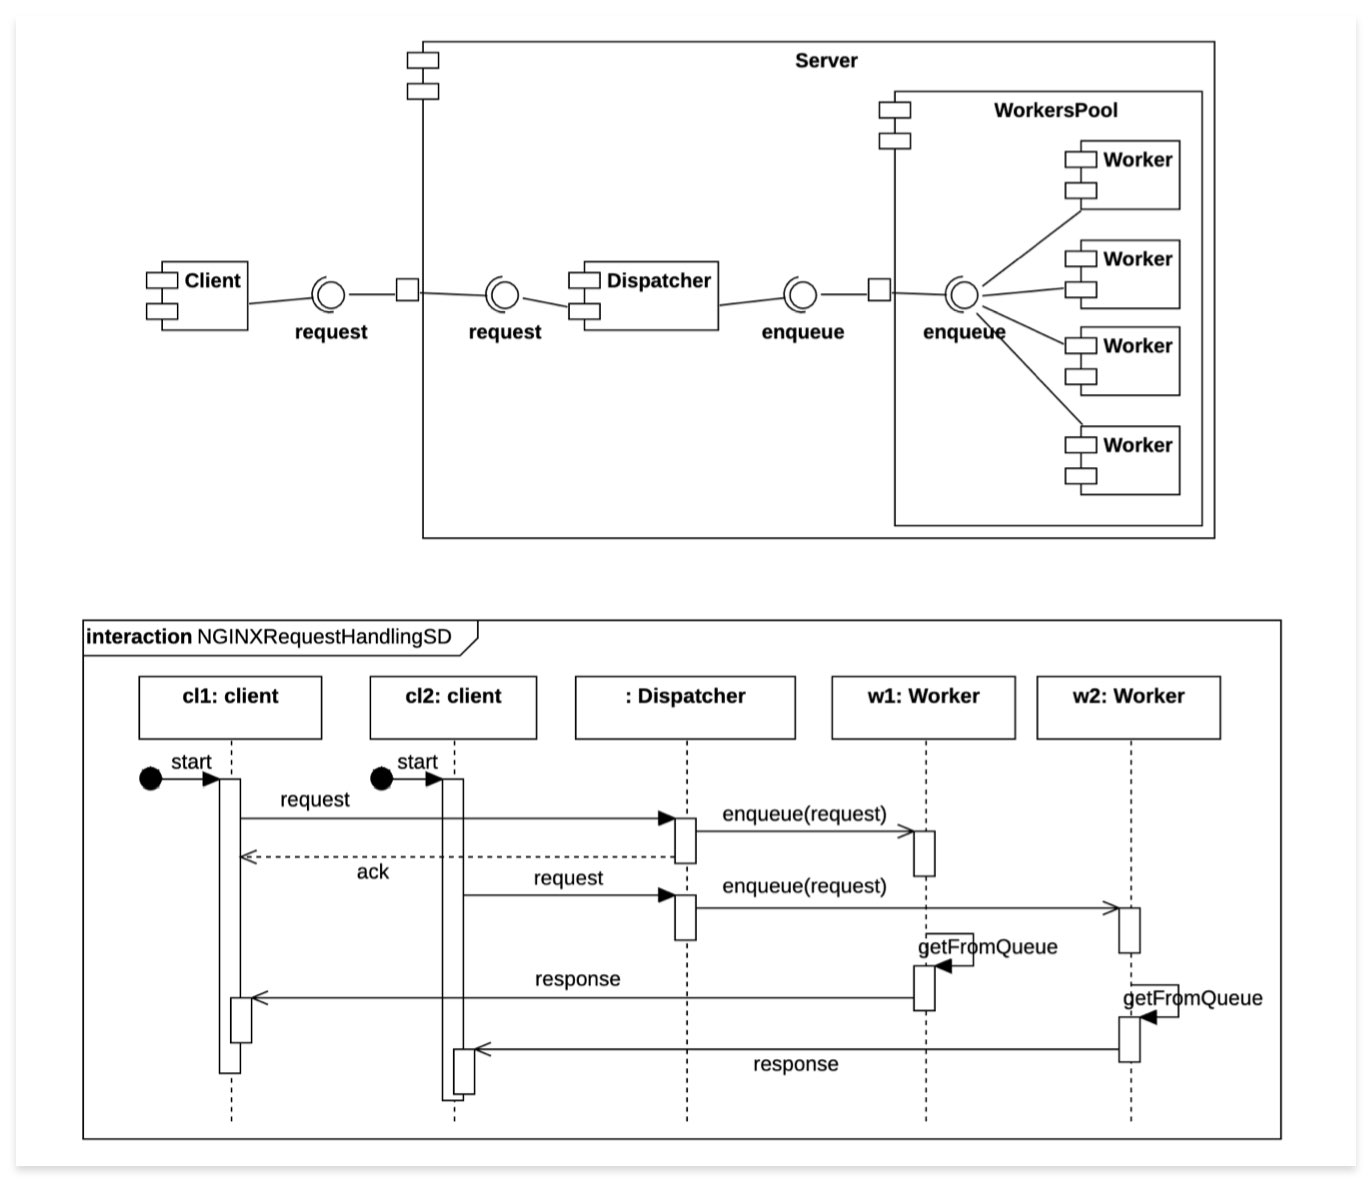 Server
WorkersPool
Worker
Worker
Client
Dispatcher
request
request
enqueue
enqueue
Worker
Worker
interaction NGINXRequestHandlingSD
cl1: client
cl2: client
: Dispatcher
w1: Worker
w2: Worker
start
start
request
enqueue(request)
ack
request
enqueue(request)
getFromQueue
response
getFromQueue
response